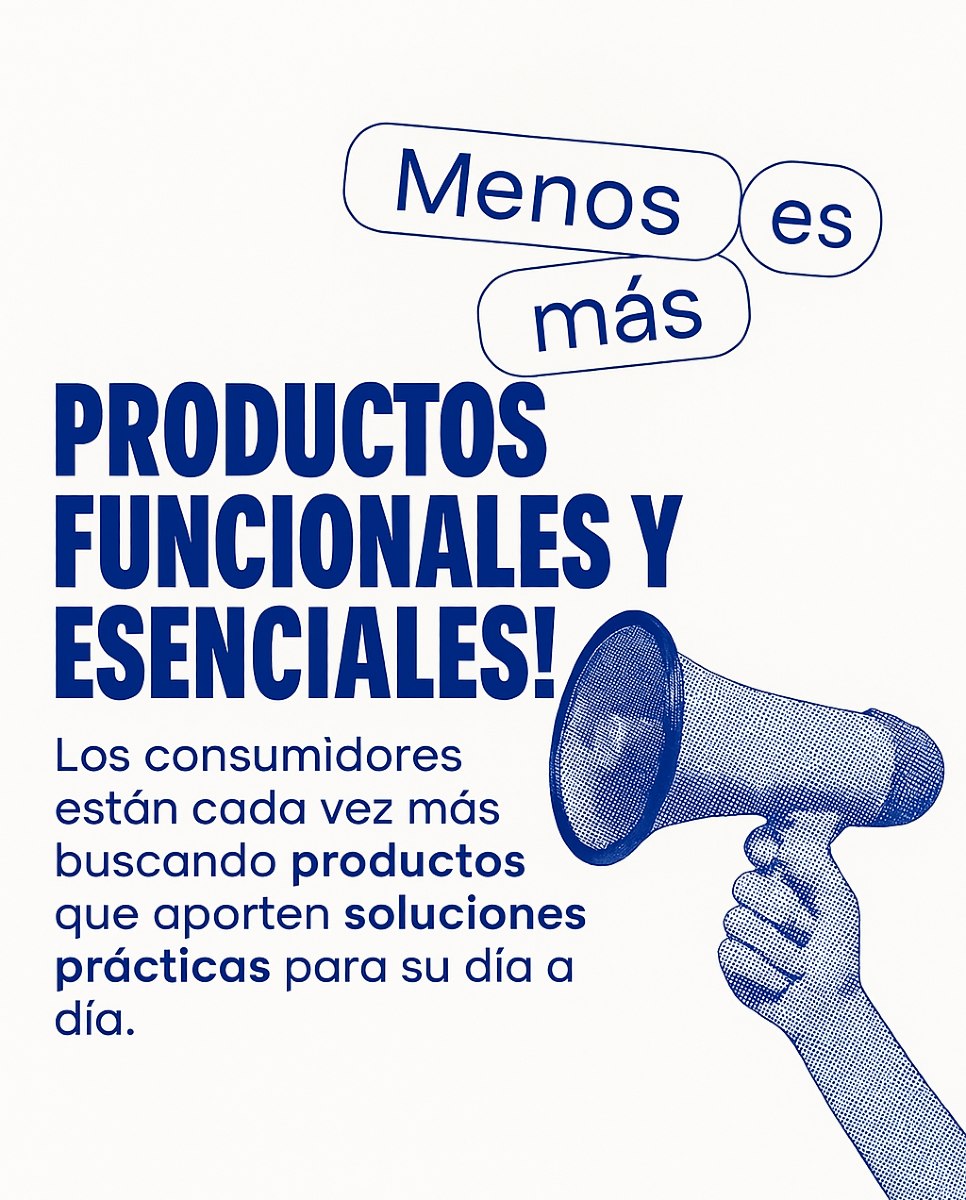 Menos es
más
PRODUCTOS
FUNCIONALES Y
ESENCIALES!
Los consumìdores
están cada vez más
buscando productos
que aporten soluciones
prácticas para su día a
día.